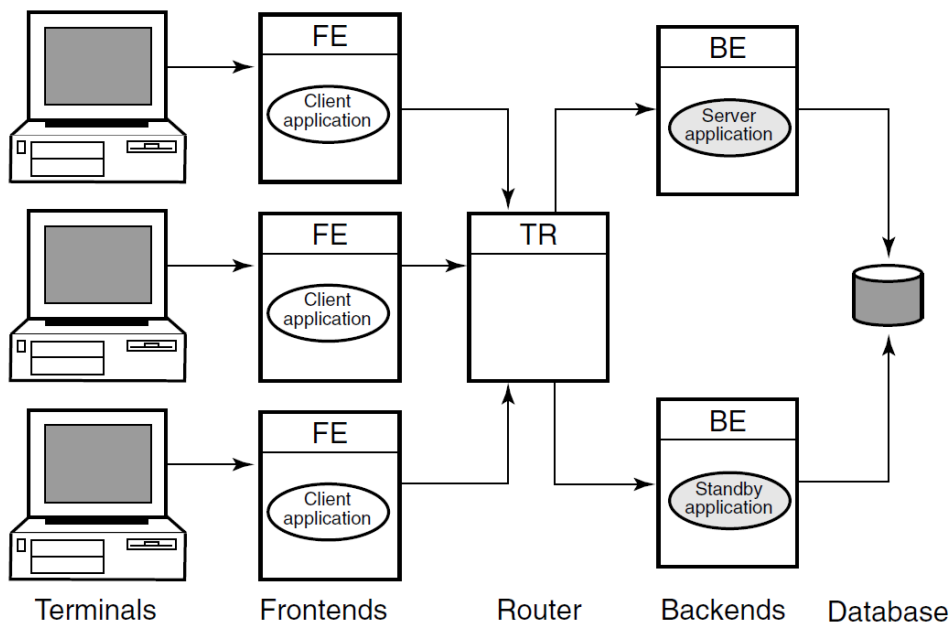 FE
Client
application
BE
Server
application
FE
Client
application
TR
FE
Client
application
BE
Standby
application
Terminals
Frontends
Router
Backends
Database